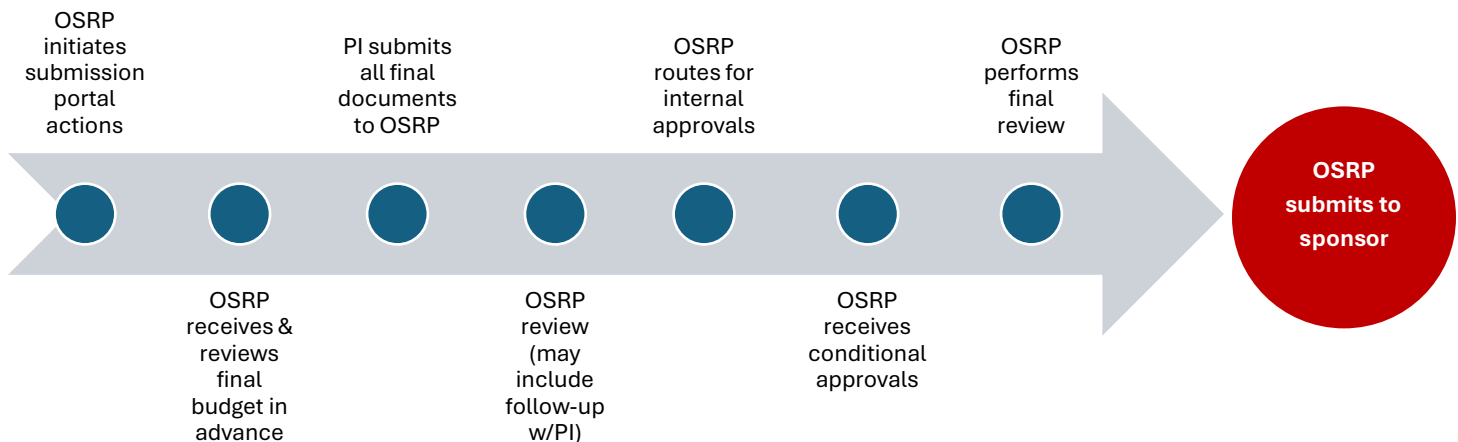 OSRP
initiates
submission
portal
actions
OSRP
receives &
reviews
final
budget in
advance
PI submits
all final
documents
to OSRP
OSRP
review
(may
include
follow-up
w/PI)
OSRP
routes for
internal
approvals
OSRP
receives
conditional
approvals
OSRP
performs
final
review
OSRP
submits to
sponsor